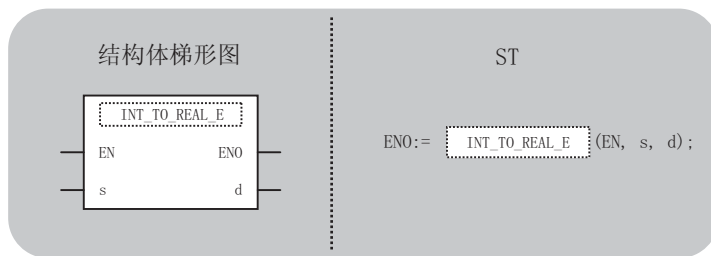 结构体梯形图
INT_TO_REAL_E
EN ENO
s d
ST
ENO:= INT_TO_REAL_E (EN, s, d);